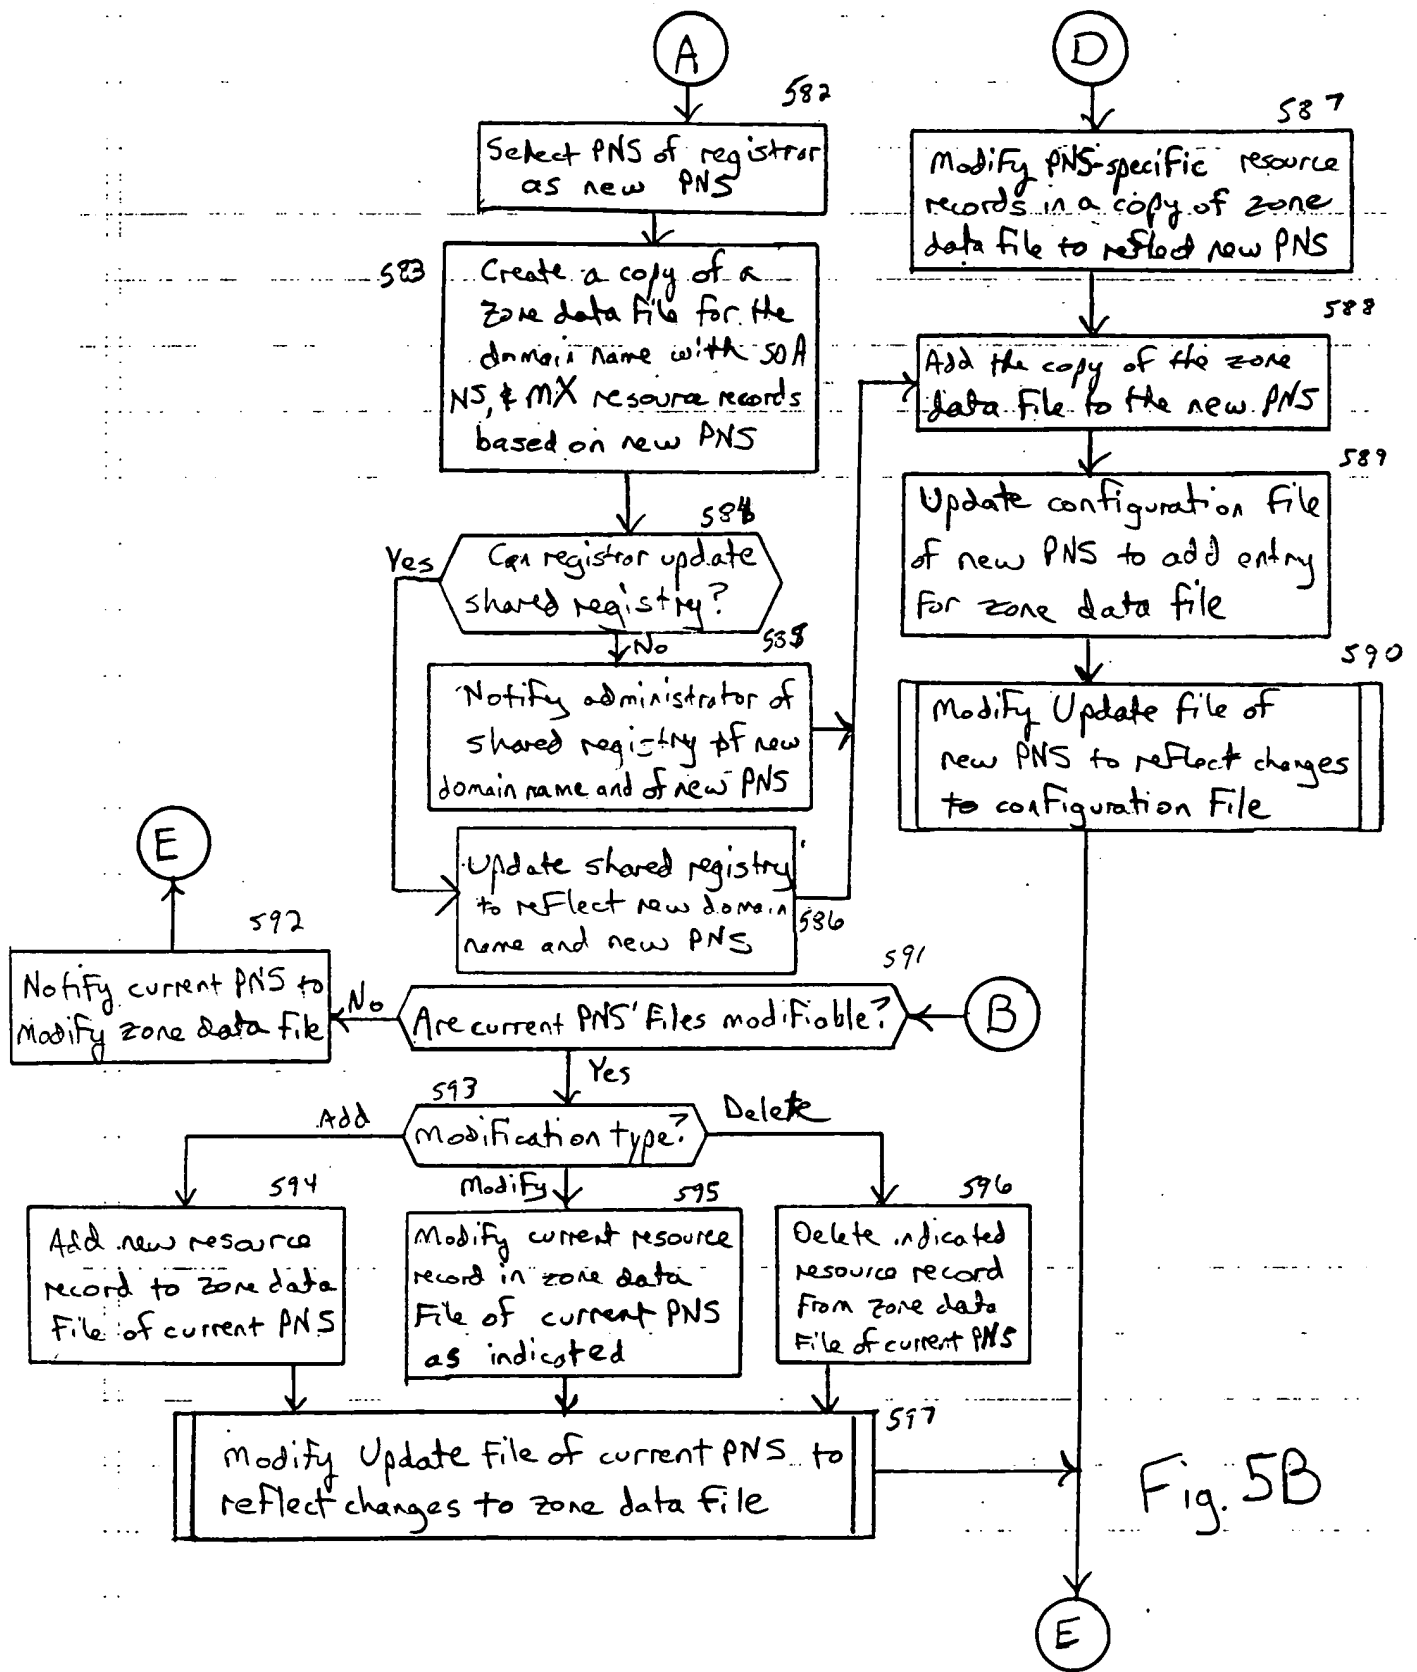 A
582
Select PNS of registrar
as new PNS
583
Create a copy of a
zone data file for the
domain name with SOA
NS, & MX resource records
based on new PNS
584
Can registrar update
shared registry?
Yes
No
585
Notify administrator of
shared registry of new
domain name and of new PNS
Update shared registry
to reflect new domain
name and new PNS
586
D
587
Modify PNS-specific resource
records in a copy of zone
data file to reflect new PNS
588
Add the copy of the zone
data file to the new PNS
589
Update configuration file
of new PNS to add entry
for zone data file
590
Modify Update file of
new PNS to reflect changes
to configuration file
E
592
Notify current PNS to
modify zone data file
No
591
Are current PNS' files modifiable?
B
Yes
593
Modification type?
Add
Modify
Delete
594
Add new resource
record to zone data
file of current PNS
595
Modify current resource
record in zone data
file of current PNS
as indicated
596
Delete indicated
resource record
from zone data
file of current PNS
597
Modify Update file of current PNS to
reflect changes to zone data file
Fig. 5B
E